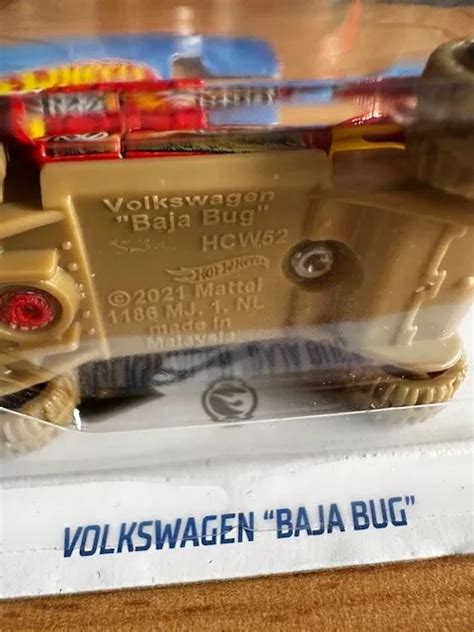 Volkswagen
"Baja Bug"
HCW52
HOT WHEELS
©2021 Mattel
1186 MJ, 1, NL
made in
Malaysia
VOLKSWAGEN "BAJA BUG"